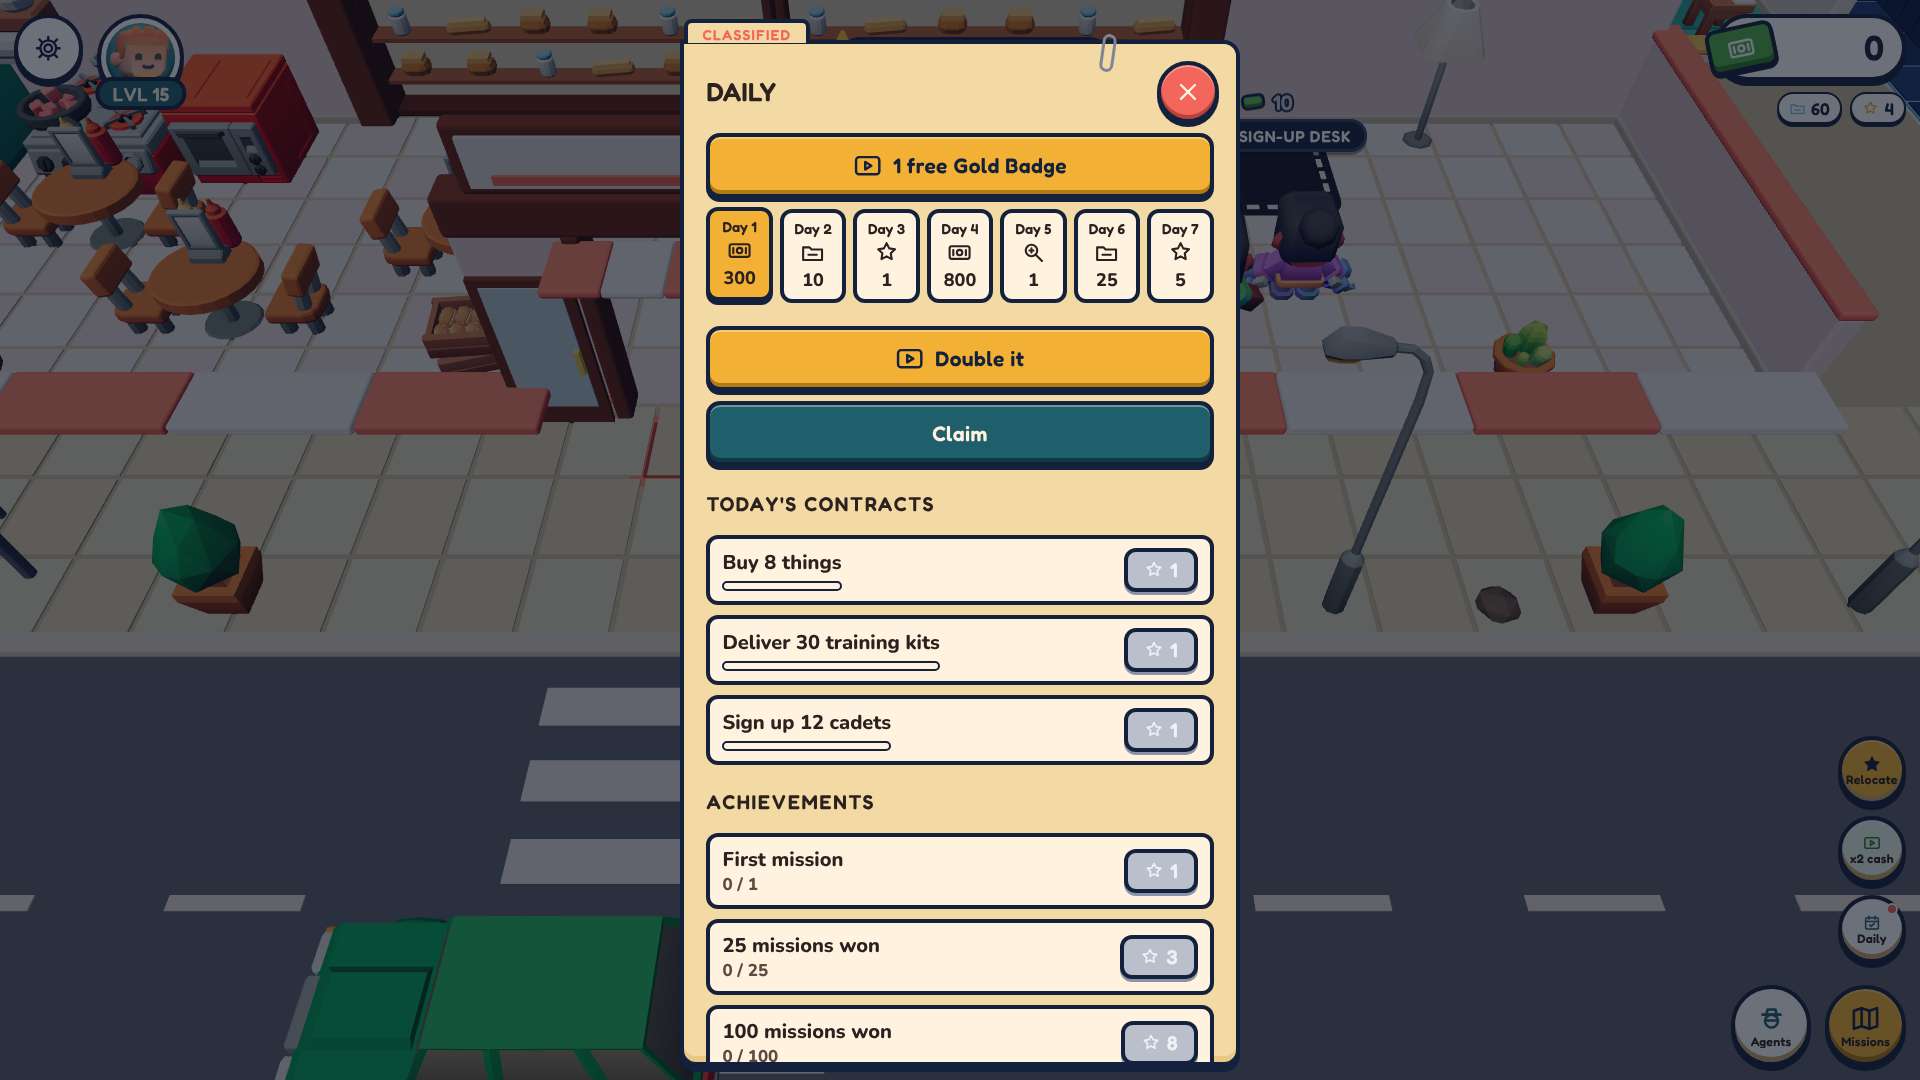 CLASSIFIED
DAILY
LVL 15
0
10
60
4
SIGN-UP DESK
1 free Gold Badge
Day 1
Day 2
Day 3
Day 4
Day 5
Day 6
Day 7
300
10
1
800
1
25
5
Double it
Claim
TODAY'S CONTRACTS
Buy 8 things
1
Deliver 30 training kits
1
Sign up 12 cadets
1
ACHIEVEMENTS
First mission
0 / 1
1
25 missions won
0 / 25
3
100 missions won
0 / 100
8
Relocate
x2 cash
Daily
Agents
Missions